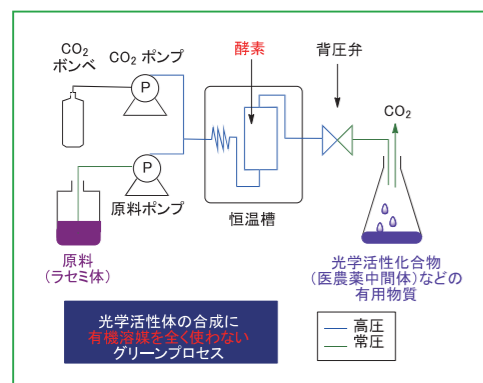 CO2
ボンベ
CO2 ポンプ
P
酵素
背圧弁
CO2
P
原料ポンプ
恒温槽
原料
(ラセミ体)
光学活性化合物
(医農薬中間体)などの
有用物質
光学活性体の合成に
有機溶媒を全く使わない
グリーンプロセス
高圧
常圧